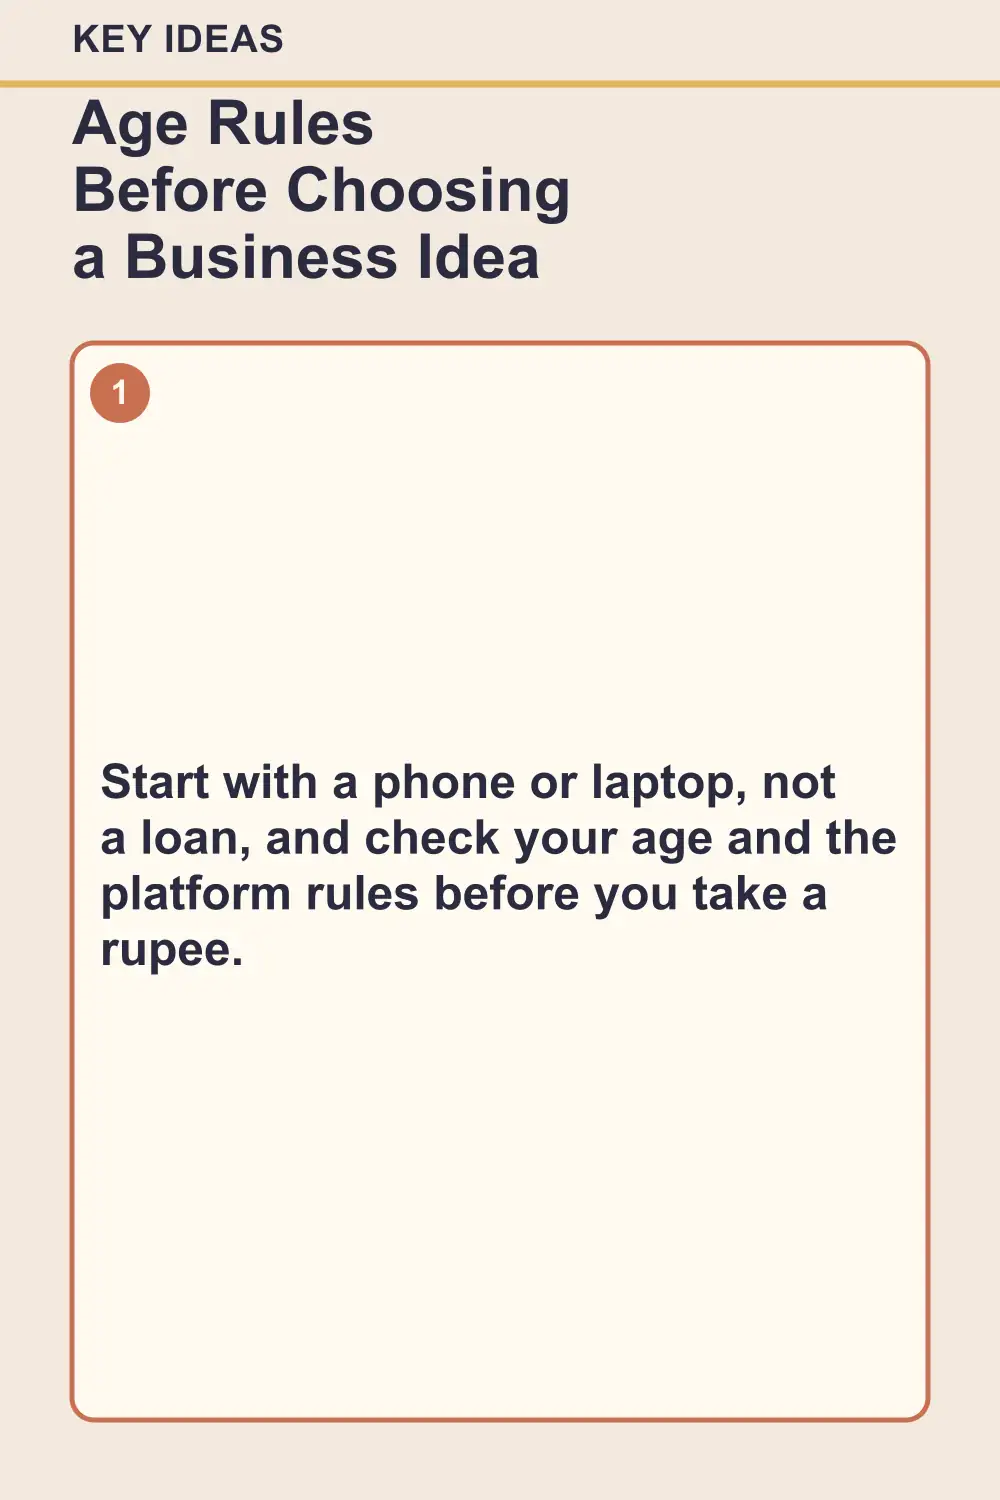 KEY IDEAS
Age Rules
Before Choosing
a Business Idea
1
Start with a phone or laptop, not
a loan, and check your age and the
platform rules before you take a
rupee.